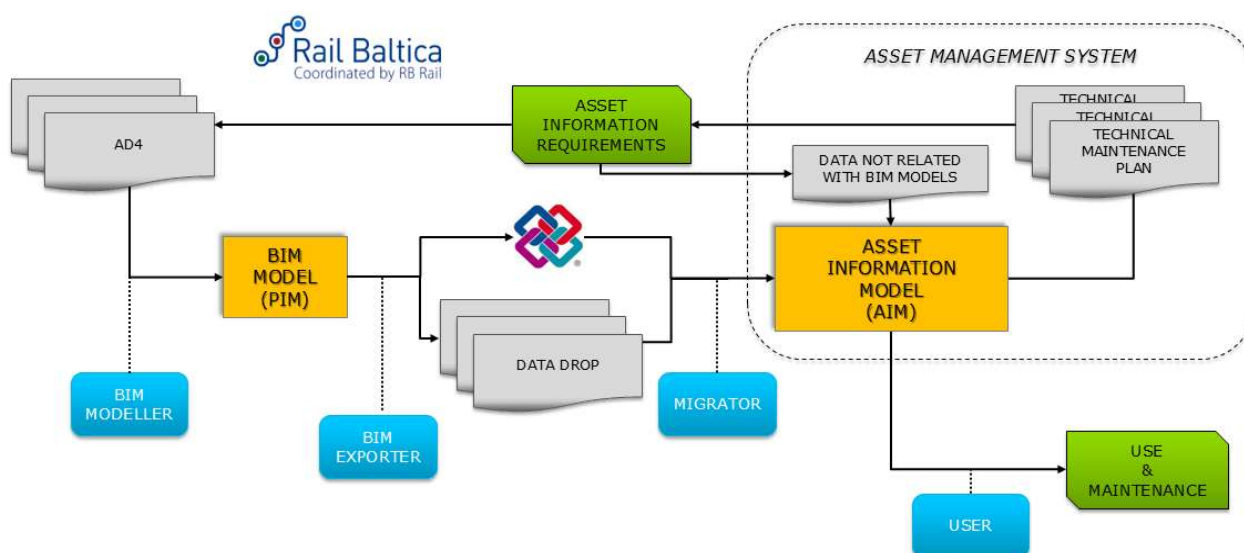 Rail Baltica
Coordinated by RB Rail
ASSET MANAGEMENT SYSTEM
ASSET
INFORMATION
REQUIREMENTS
TECHNICAL
TECHNICAL
TECHNICAL
MAINTENANCE
PLAN
AD4
DATA NOT RELATED
WITH BIM MODELS
BIM
MODEL
(PIM)
®
ASSET
INFORMATION
MODEL
(AIM)
DATA DROP
BIM
MODELLER
BIM
EXPORTER
MIGRATOR
USE
&
MAINTENANCE
USER